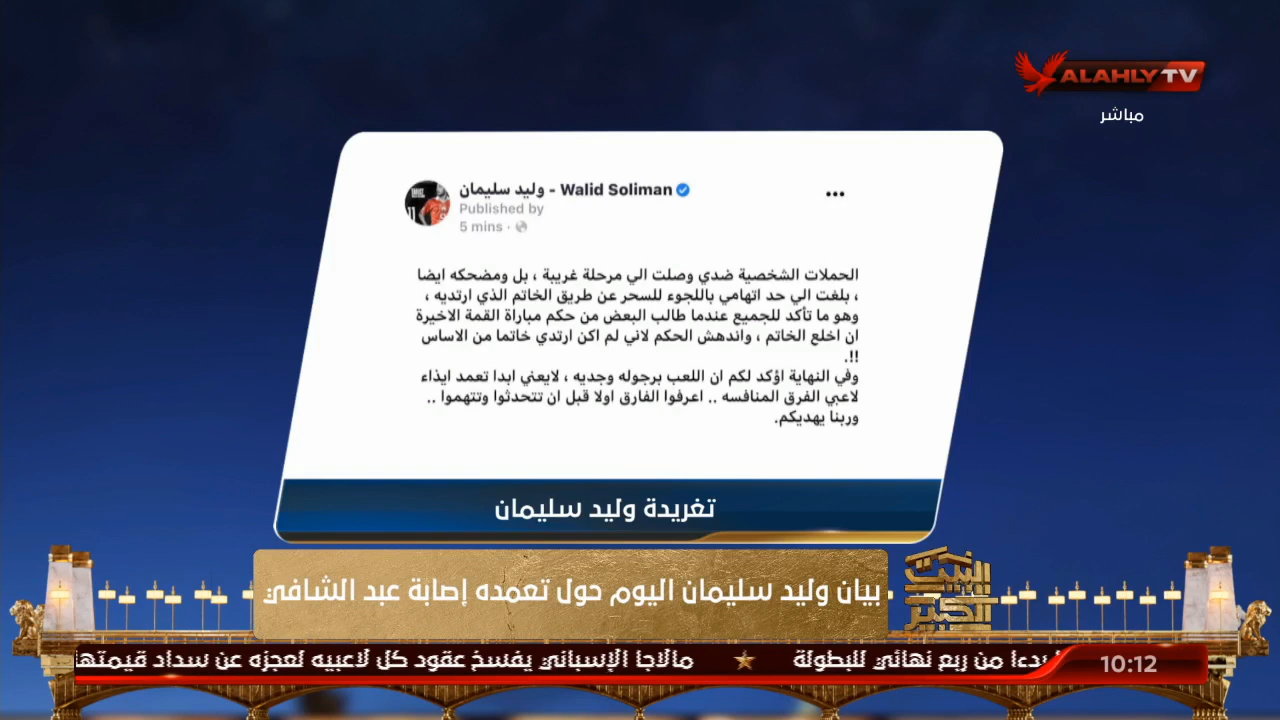 ALAHLY TV
مباشر
وليد سليمان - Walid Soliman
Published by
5 mins ·
الحملات الشخصية ضدي وصلت الي مرحلة غريبة ، بل ومضحكه ايضا
، بلغت الي حد اتهامي باللجوء للسحر عن طريق الخاتم الذي ارتديه ،
وهو ما تأكد للجميع عندما طالب البعض من حكم مباراة القمة الاخيرة
ان اخلع الخاتم ، واندهش الحكم لاني لم اكن ارتدي خاتما من الاساس
!!.
وفي النهاية اؤكد لكم ان اللعب برجوله وجديه ، لايعني ابدا تعمد ايذاء
لاعبي الفرق المنافسه .. اعرفوا الفارق اولا قبل ان تتحدثوا وتتهموا ..
وربنا يهديكم.
تغريدة وليد سليمان
بيان وليد سليمان اليوم حول تعمده إصابة عبد الشافي
البيت
الكبير
من ربع نهائي للبطولة ★ مالاجا الإسباني يفسخ عقود كل لاعبيه لعجزه عن سداد قيمتها
10:12